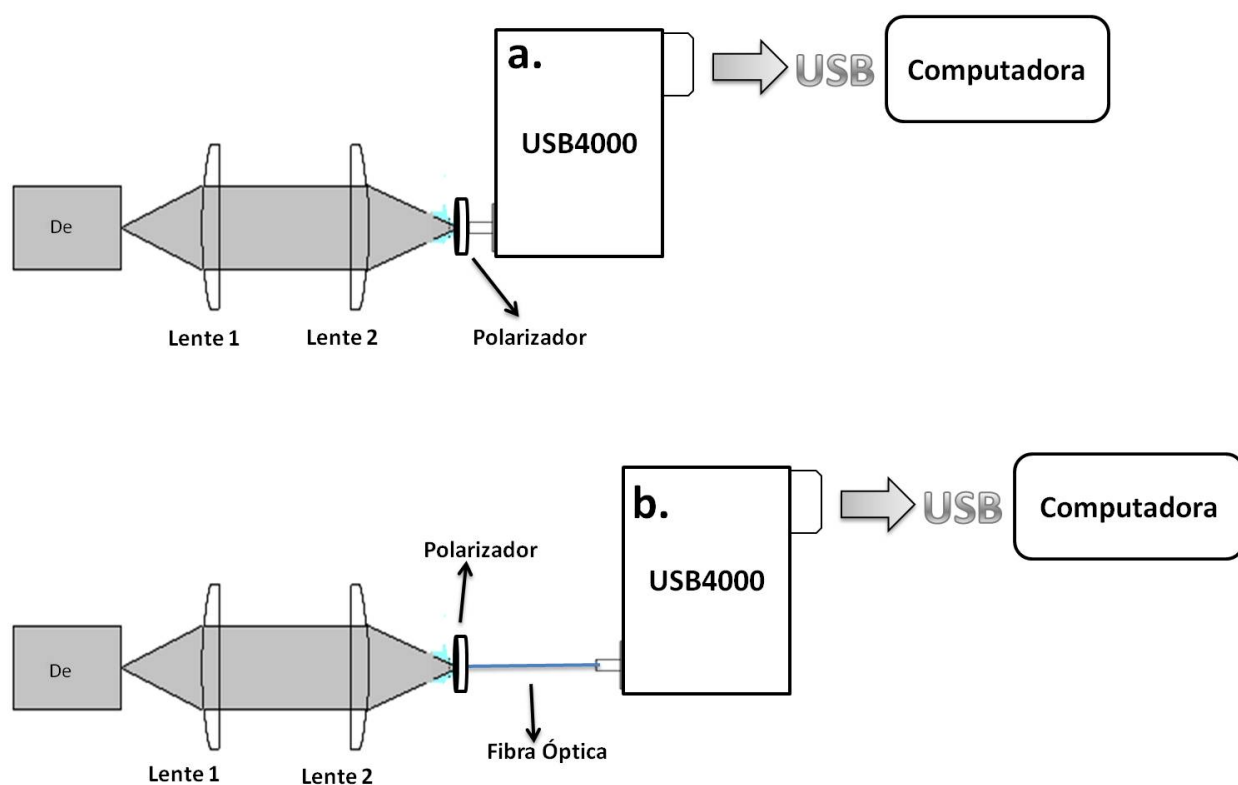 a.
USB4000
USB
Computadora
De
Lente 1
Lente 2
Polarizador
b.
USB4000
USB
Computadora
Polarizador
De
Fibra Óptica
Lente 1
Lente 2